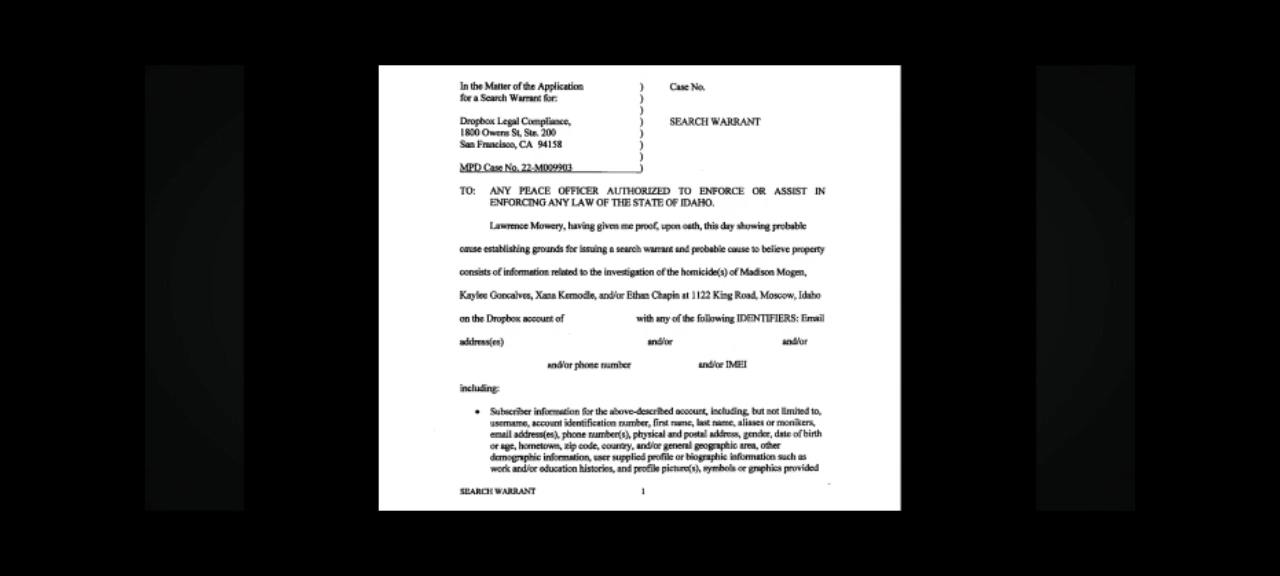 In the Matter of the Application ) Case No.
for a Search Warrant for: )
)
Dropbox Legal Compliance, ) SEARCH WARRANT
1800 Owens St, Ste. 200 )
San Francisco, CA 94158 )
)
MPD Case No. 22-M009903 )
TO: ANY PEACE OFFICER AUTHORIZED TO ENFORCE OR ASSIST IN
ENFORCING ANY LAW OF THE STATE OF IDAHO.
Lawrence Mowery, having given me proof, upon oath, this day showing probable
cause establishing grounds for issuing a search warrant and probable cause to believe property
consists of information related to the investigation of the homicide(s) of Madison Mogen,
Kaylee Goncalves, Xana Kernodle, and/or Ethan Chapin at 1122 King Road, Moscow, Idaho
on the Dropbox account of with any of the following IDENTIFIERS: Email
address(es) and/or and/or
and/or phone number and/or IMEI
including:
• Subscriber information for the above-described account, including, but not limited to,
username, account identification number, first name, last name, aliases or monikers,
email address(es), phone number(s), physical and postal address, gender, date of birth
or age, hometown, zip code, country, and/or general geographic area, other
demographic information, user supplied profile or biographic information such as
work and/or education histories, and profile picture(s), symbols or graphics provided
SEARCH WARRANT 1